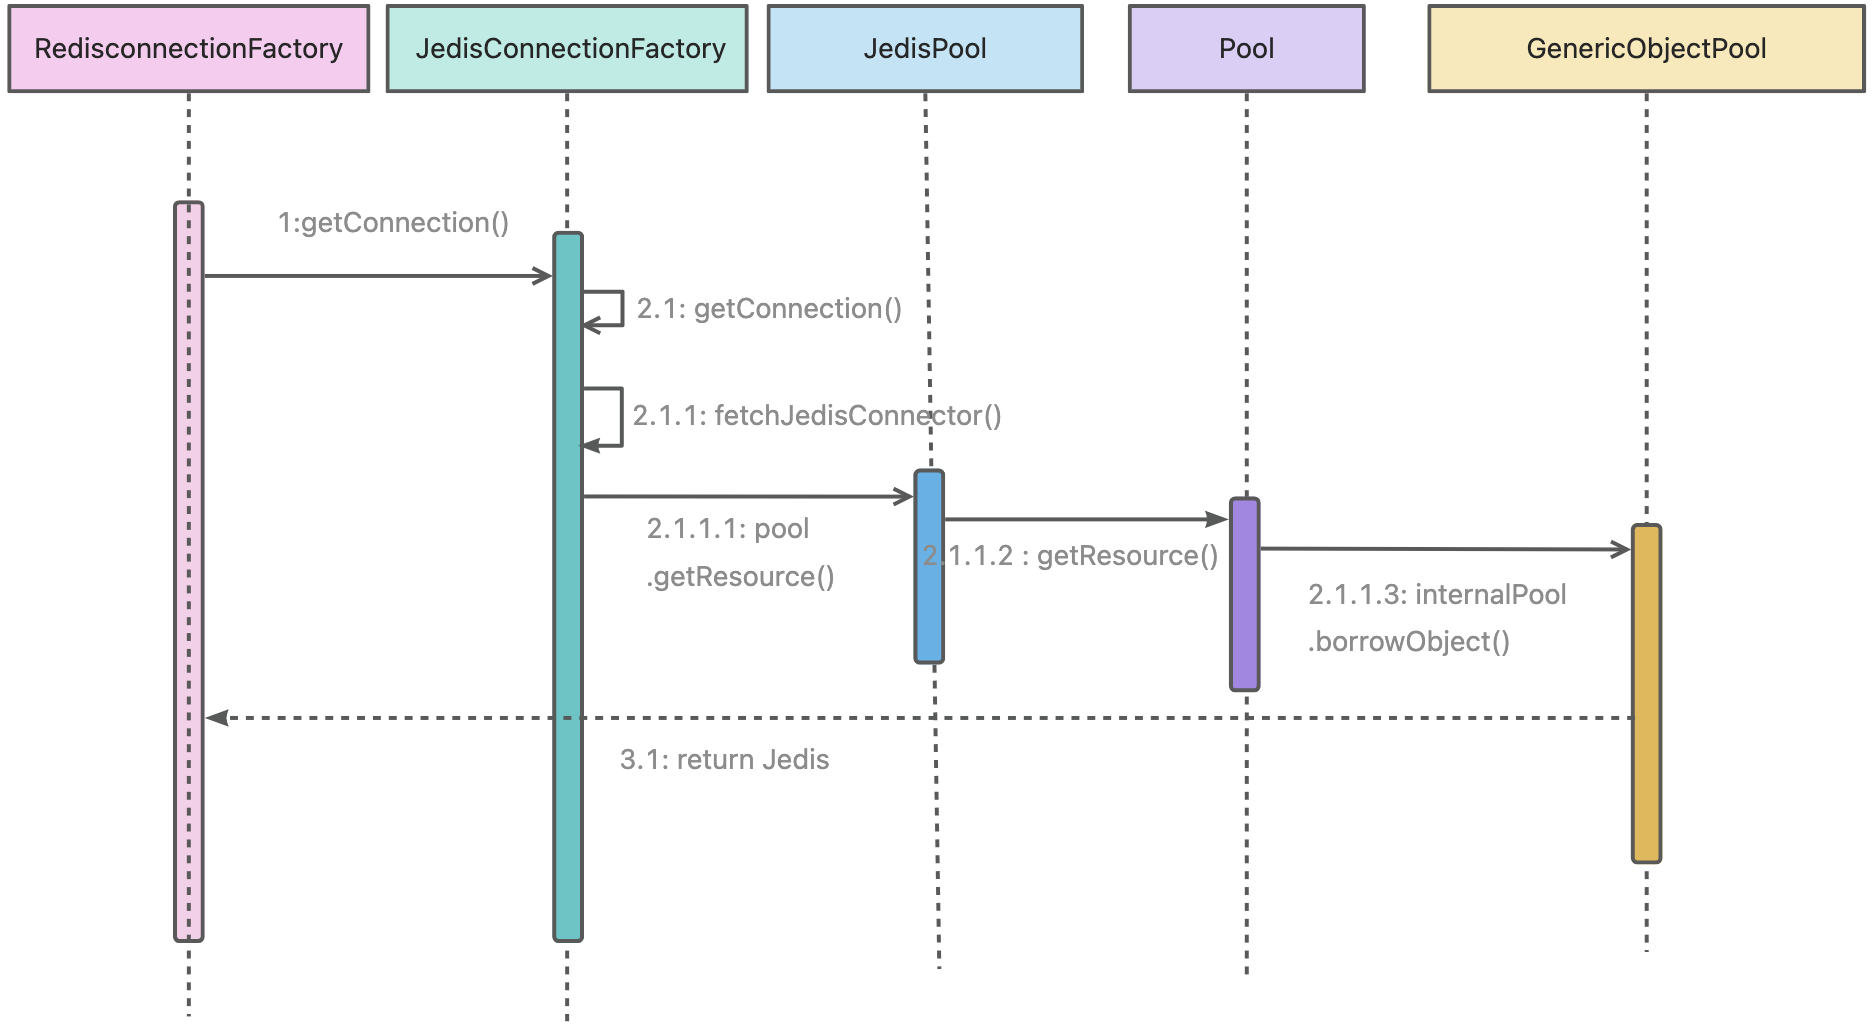 RedisconnectionFactory
JedisConnectionFactory
JedisPool
Pool
GenericObjectPool
1:getConnection()
2.1: getConnection()
2.1.1: fetchJedisConnector()
2.1.1.1: pool
.getResource()
2.1.1.2 : getResource()
2.1.1.3: internalPool
.borrowObject()
3.1: return Jedis